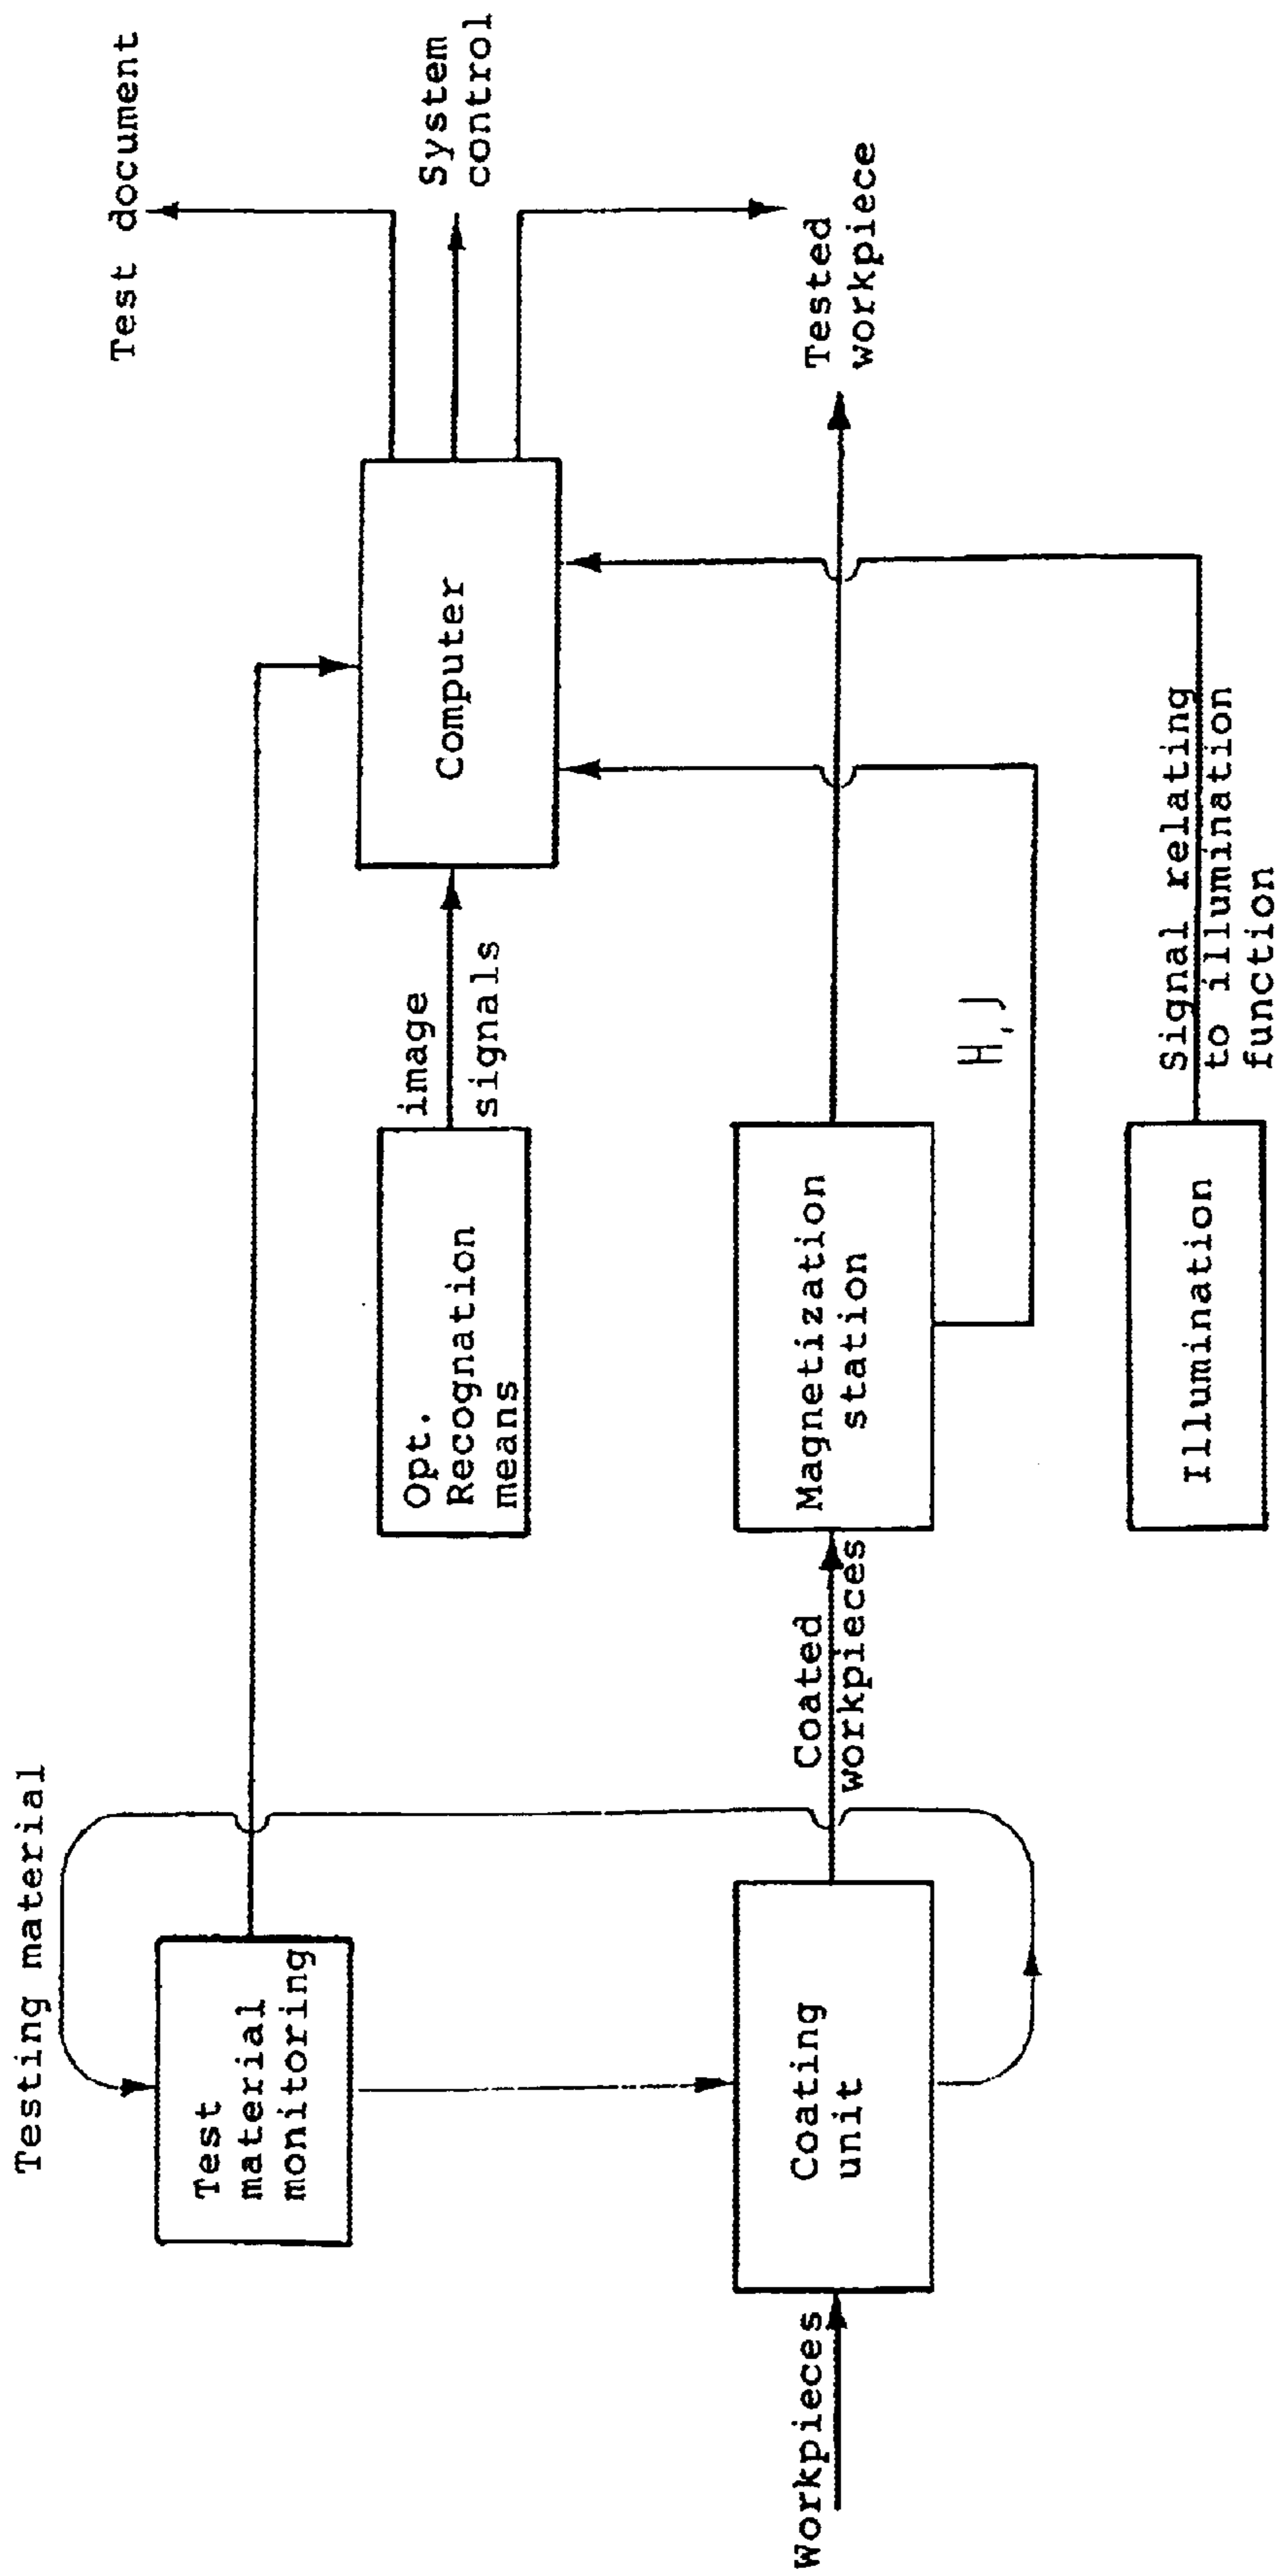 Testing material
Test
material
monitoring
Workpieces
Coating
unit
Coated
workpieces
Opt.
Recognation
means
image
signals
Magnetization
station
H, J
Illumination
Signal relating
to illumination
function
Computer
Test document
System
control
Tested
workpiece